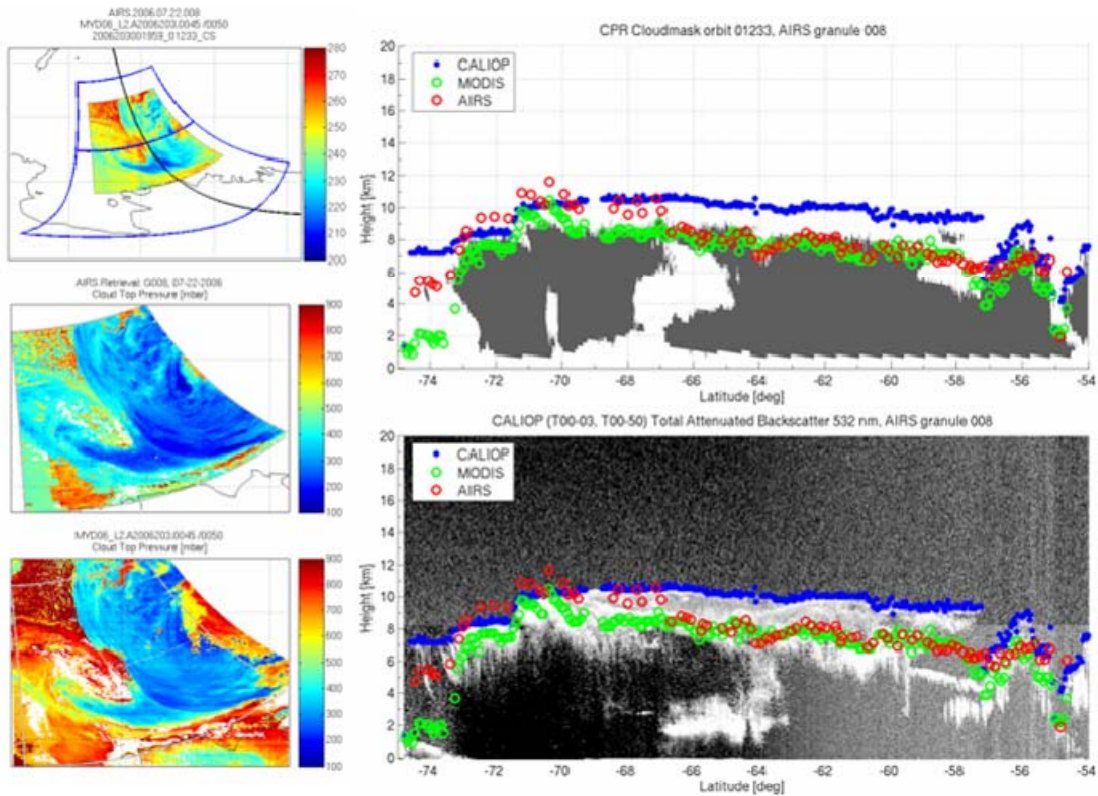 AIRS.2006.07.22.008
MYD06_L2.A2006203.0045 /0050
2006203001959_01233_CS
280
270
260
250
240
230
220
210
200
AIRS Retrieval G008, 07-22-2006
Cloud Top Pressure [mbar]
900
800
700
600
500
400
300
200
100
MYD06_L2.A2006203.0045 /0050
Cloud Top Pressure [mbar]
900
800
700
600
500
400
300
200
100
CPR Cloudmask orbit 01233, AIRS granule 008
CALIOP
MODIS
AIRS
Height [km]
20
18
16
14
12
10
8
6
4
2
0
-74 -72 -70 -68 -66 -64 -62 -60 -58 -56 -54
Latitude [deg]
CALIOP (T00-03, T00-50) Total Attenuated Backscatter 532 nm, AIRS granule 008
CALIOP
MODIS
AIRS
Height [km]
20
18
16
14
12
10
8
6
4
2
0
-74 -72 -70 -68 -66 -64 -62 -60 -58 -56 -54
Latitude [deg]